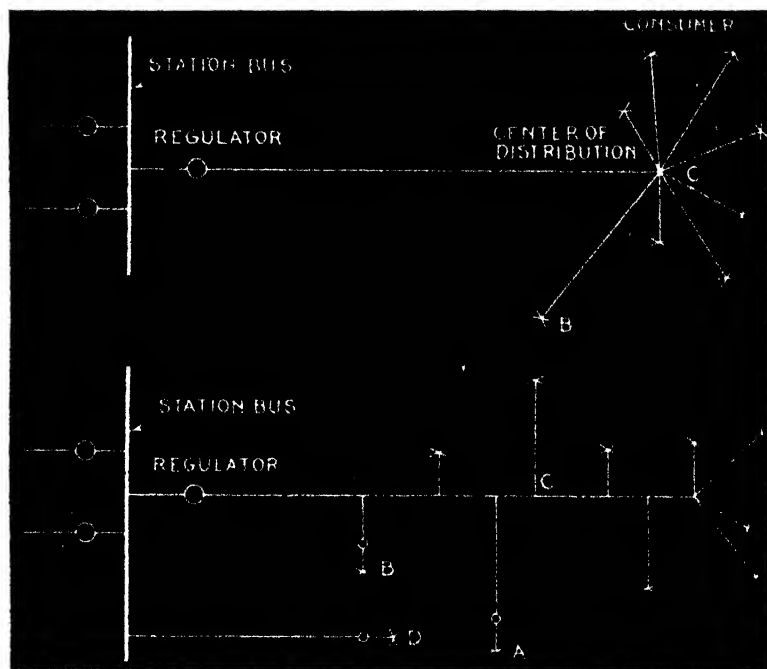 CONSUMER
STATION BUS
REGULATOR
CENTER OF
DISTRIBUTION
C
B
STATION BUS
REGULATOR
C
B
D
A